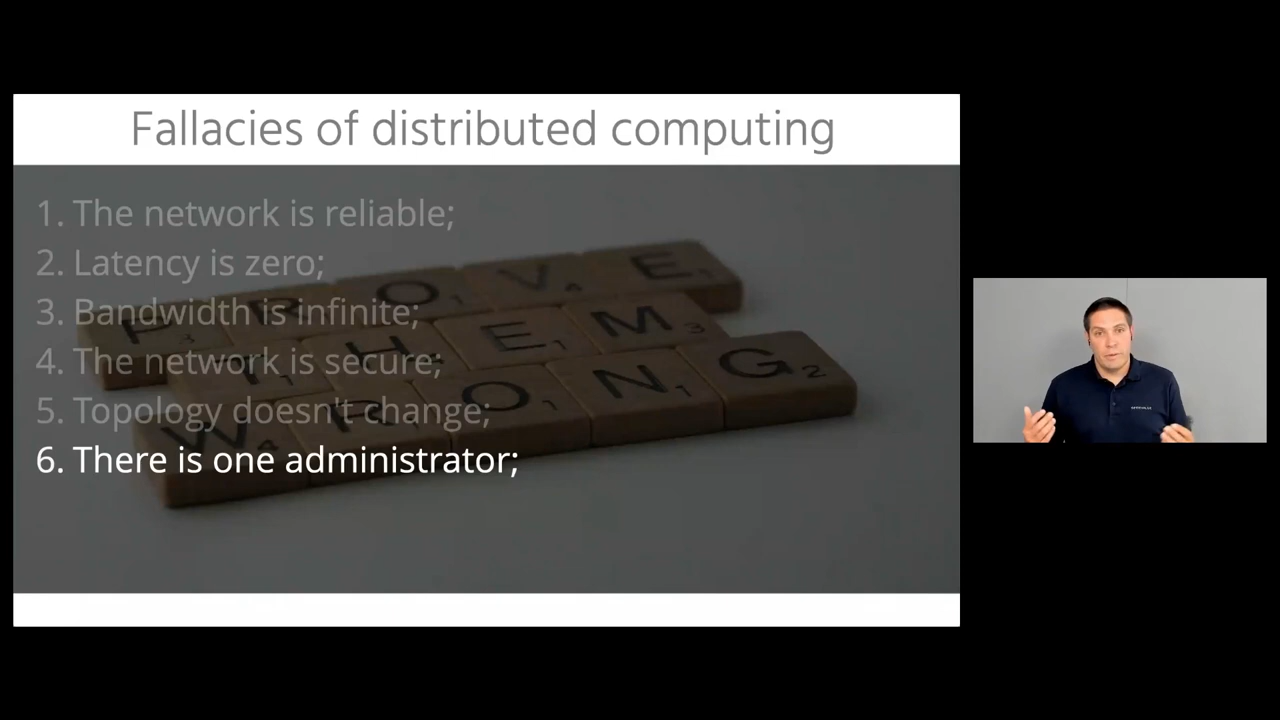 Fallacies of distributed computing
1. The network is reliable;
2. Latency is zero;
3. Bandwidth is infinite;
4. The network is secure;
5. Topology doesn't change;
6. There is one administrator;
PROVE
THEM
WRONG